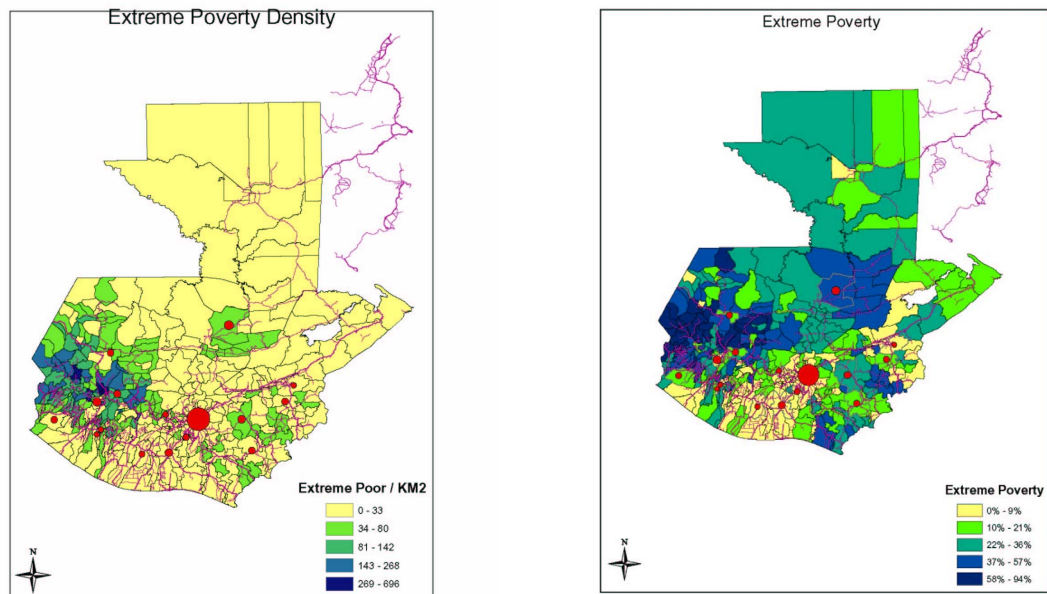 Extreme Poverty Density
Extreme Poor / KM2
0 - 33
34 - 80
81 - 142
143 - 268
269 - 696
N
Extreme Poverty
Extreme Poverty
0% - 9%
10% - 21%
22% - 36%
37% - 57%
58% - 94%
N